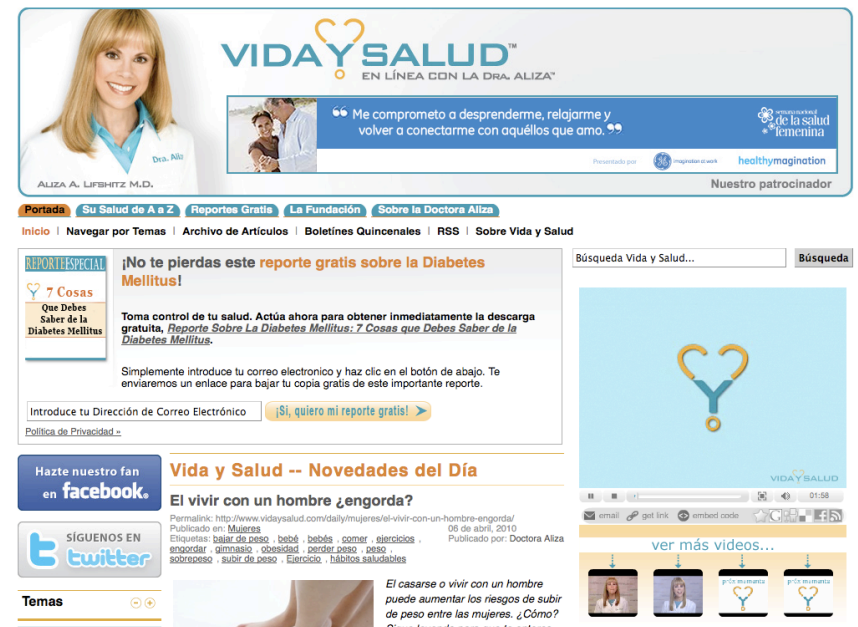 VIDA Y SALUD™
EN LÍNEA CON LA DRA. ALIZA™
“ Me comprometo a desprenderme, relajarme y
volver a conectarme con aquéllos que amo. ”
semana nacional
de la salud
femenina
Presentado por
imagination at work
healthymagination
Dra. Aliz
ALIZA A. LIFSHITZ M.D.
Nuestro patrocinador
Portada
Su Salud de A a Z
Reportes Gratis
La Fundación
Sobre la Doctora Aliza
Inicio | Navegar por Temas | Archivo de Artículos | Boletínes Quincenales | RSS | Sobre Vida y Salud
REPORTE ESPECIAL
7 Cosas
Que Debes
Saber de la
Diabetes Mellitus
¡No te pierdas este reporte gratis sobre la Diabetes
Mellitus!
Toma control de tu salud. Actúa ahora para obtener inmediatamente la descarga
gratuita, Reporte Sobre La Diabetes Mellitus: 7 Cosas que Debes Saber de la
Diabetes Mellitus.
Simplemente introduce tu correo electronico y haz clic en el botón de abajo. Te
enviaremos un enlace para bajar tu copia gratis de este importante reporte.
Introduce tu Dirección de Correo Electrónico
¡Si, quiero mi reporte gratis!
Política de Privacidad »
Búsqueda Vida y Salud...
Búsqueda
VIDA Y SALUD
01:58
email
get link
embed code
ver más videos...
próximamente
próximamente
Hazte nuestro fan
en facebook.
SÍGUENOS EN
twitter
Temas
Vida y Salud -- Novedades del Día
El vivir con un hombre ¿engorda?
Permalink: http://www.vidaysalud.com/daily/mujeres/el-vivir-con-un-hombre-engorda/
Publicado en: Mujeres
06 de abril, 2010
Etiquetas: bajar de peso , bebé , bebés , comer , ejercicios ,
Publicado por: Doctora Aliza
engordar , gimnasio , obesidad , perder peso , peso ,
sobrepeso , subir de peso , Ejercicio , hábitos saludables
El casarse o vivir con un hombre
puede aumentar los riesgos de subir
de peso entre las mujeres. ¿Cómo?